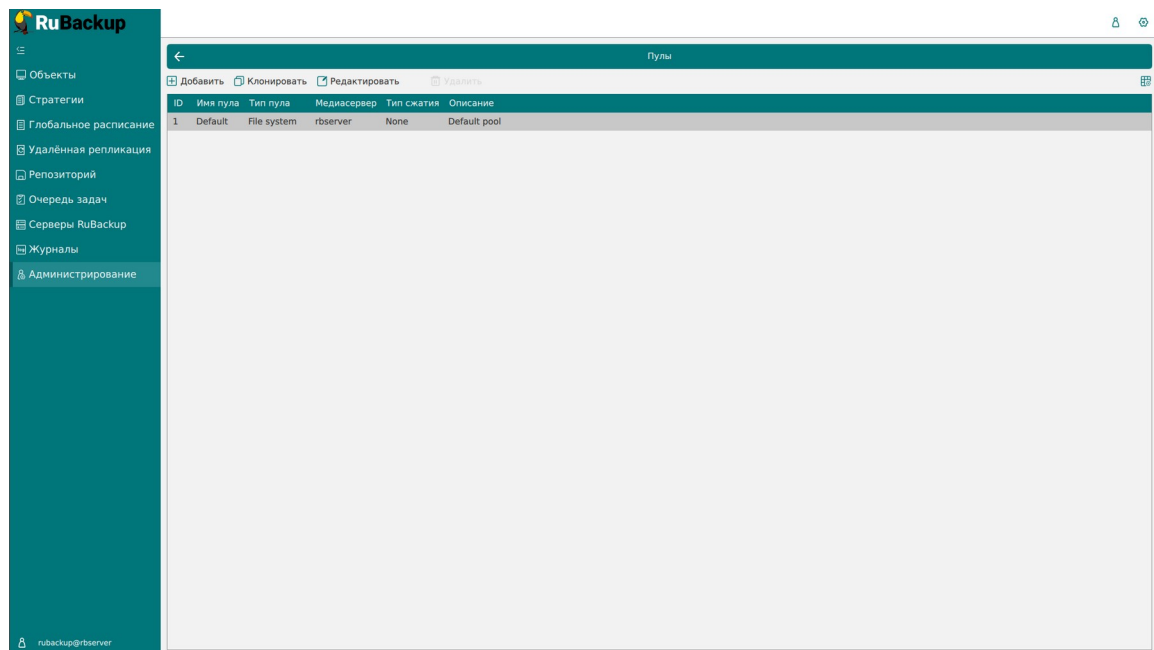 RuBackup
Пулы
Объекты
Стратегии
Глобальное расписание
Удалённая репликация
Репозиторий
Очередь задач
Серверы RuBackup
Журналы
Администрирование
Добавить Клонировать Редактировать Удалить
ID Имя пула Тип пула Медиасервер Тип сжатия Описание
1 Default File system rbserver None Default pool
rubackup@rbserver